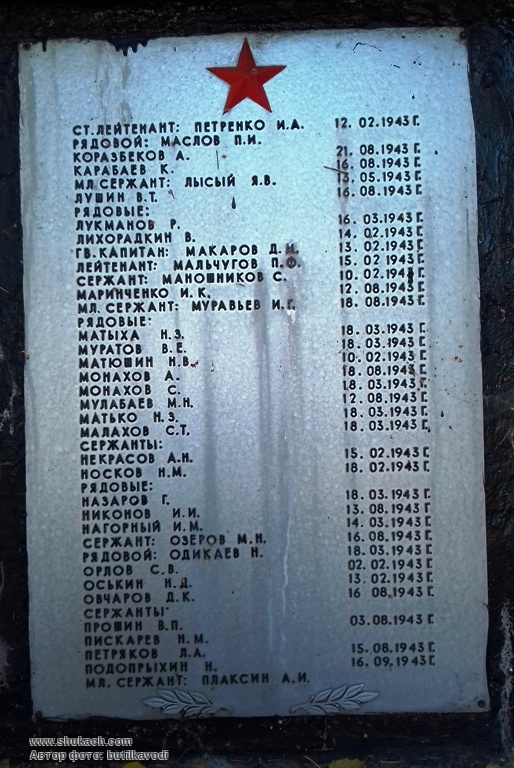 СТ.ЛЕЙТЕНАНТ: ПЕТРЕНКО И.А. 12.02.1943 Г.
РЯДОВОЙ: МАСЛОВ П.И.
КОРАЗБЕКОВ А. 21.08.1943 Г.
КАРАБАЕВ К. 16.08.1943 Г.
МЛ.СЕРЖАНТ: ЛЫСЫЙ Я.В. 13.05.1943 Г.
ЛУШИН В.Т. 16.08.1943 Г.
РЯДОВЫЕ:
ЛУКМАНОВ Р. 16.03.1943 Г.
ЛИХОРАДКИН В. 14.02.1943 Г.
ГВ.КАПИТАН: МАКАРОВ Д.М. 13.02.1943 Г.
ЛЕЙТЕНАНТ: МАЛЬЧУГОВ П.Ф. 15.02.1943 Г.
СЕРЖАНТ: МАНОШНИКОВ С. 10.02.1943 Г.
МАРИНЧЕНКО И.К. 12.08.1943 Г.
МЛ. СЕРЖАНТ: МУРАВЬЕВ И.Г. 18.08.1943 Г.
РЯДОВЫЕ:
МАТЫХА Н.З. 18.03.1943 Г.
МУРАТОВ В.Е. 18.03.1943 Г.
МАТЮШИН Н.В. 10.02.1943 Г.
МОНАХОВ А. 18.08.1943 Г.
МОНАХОВ С. 18.03.1943 Г.
МУЛАБАЕВ М.Н. 12.08.1943 Г.
МАТЬКО Н.З. 18.03.1943 Г.
МАЛАХОВ С.Т. 18.03.1943 Г.
СЕРЖАНТЫ:
НЕКРАСОВ А.Н. 15.02.1943 Г.
НОСКОВ Н.М. 18.02.1943 Г.
РЯДОВЫЕ:
НАЗАРОВ Г. 18.03.1943 Г.
НИКОНОВ И.И. 13.08.1943 Г.
НАГОРНЫЙ И.М. 14.03.1943 Г.
СЕРЖАНТ: ОЗЕРОВ М.Н. 16.08.1943 Г.
РЯДОВОЙ: ОДИКАЕВ Н. 18.03.1943 Г.
ОРЛОВ С.В. 02.02.1943 Г.
ОСЬКИН Н.Д. 13.02.1943 Г.
ОВЧАРОВ Д.К. 16 08.1943 Г.
СЕРЖАНТЫ:
ПРОШИН В.П. 03.08.1943 Г.
ПИСКАРЕВ Н.М.
ПЕТРЯКОВ Л.А. 15.08.1943 Г.
ПОДОПРЫХИН Н. 16.09.1943 Г.
МЛ. СЕРЖАНТ: ПЛАКСИН А.И.
www.shukach.com
Автор фото: butilkavodi